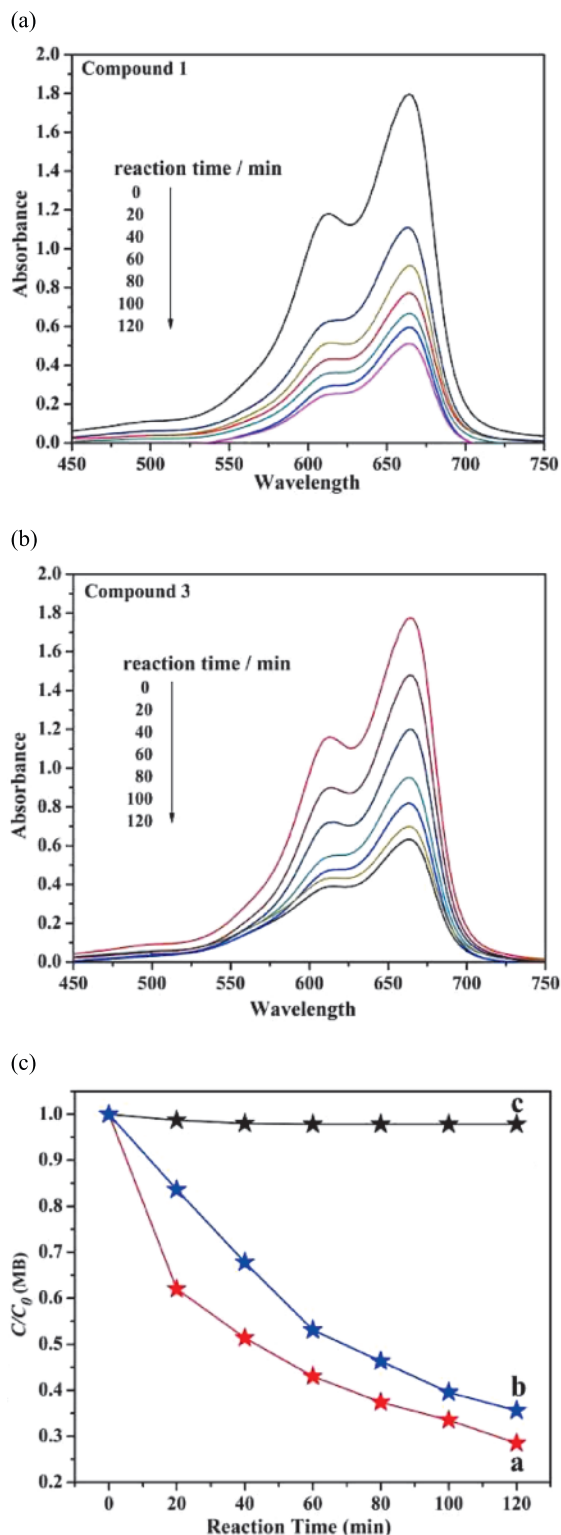 (a)
Compound 1
reaction time / min
0
20
40
60
80
100
120
Absorbance
2.0
1.8
1.6
1.4
1.2
1.0
0.8
0.6
0.4
0.2
0.0
450 500 550 600 650 700 750
Wavelength
(b)
Compound 3
reaction time / min
0
20
40
60
80
100
120
Absorbance
2.0
1.8
1.6
1.4
1.2
1.0
0.8
0.6
0.4
0.2
0.0
450 500 550 600 650 700 750
Wavelength
(c)
c
b
a
C/C0 (MB)
1.0
0.9
0.8
0.7
0.6
0.5
0.4
0.3
0.2
0 20 40 60 80 100 120
Reaction Time (min)